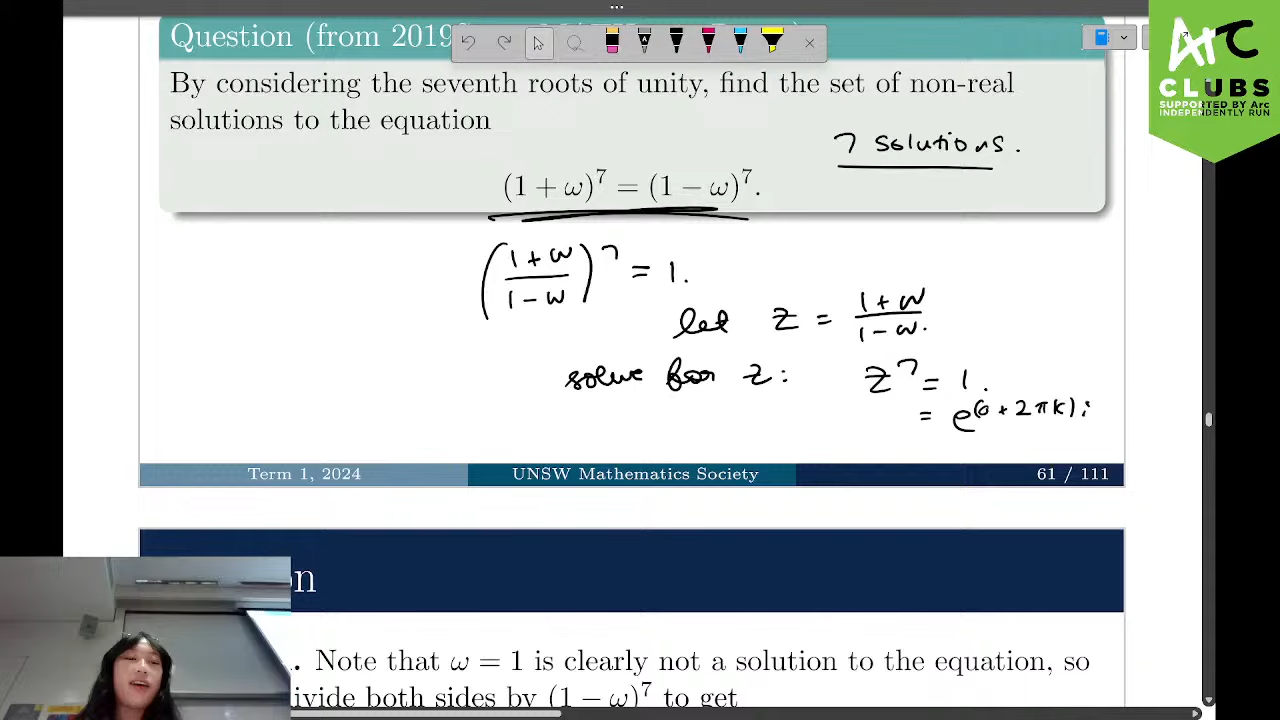 Question (from 2019
By considering the seventh roots of unity, find the set of non-real
solutions to the equation
7 solutions.
(1 + ω)^7 = (1 − ω)^7.
((1 + ω)/(1 − ω))^7 = 1.
let z = (1 + ω)/(1 − ω).
solve for z: z^7 = 1.
= e^(0 + 2πk)i
Term 1, 2024 UNSW Mathematics Society 61 / 111
on
. Note that ω = 1 is clearly not a solution to the equation, so
ivide both sides by (1 − ω)^7 to get
Arc
CLUBS
SUPPORTED BY Arc
INDEPENDENTLY RUN